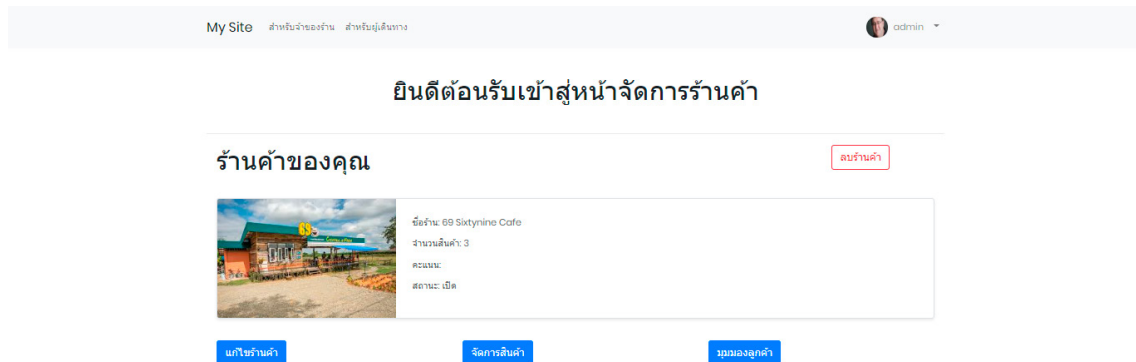 My Site สำหรับเจ้าของร้าน สำหรับผู้เดินทาง admin
ยินดีต้อนรับเข้าสู่หน้าจัดการร้านค้า
ร้านค้าของคุณ ลบร้านค้า
ชื่อร้าน: 69 Sixtynine Cafe
จำนวนสินค้า: 3
คะแนน:
สถานะ: เปิด
แก้ไขร้านค้า จัดการสินค้า มุมมองลูกค้า